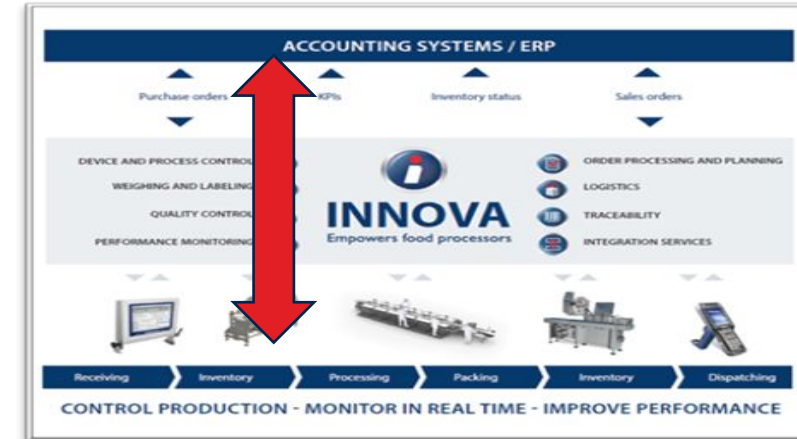 ACCOUNTING SYSTEMS / ERP
Purchase orders KPIs Inventory status Sales orders
DEVICE AND PROCESS CONTROL
WEIGHING AND LABELING
QUALITY CONTROL
PERFORMANCE MONITORING
INNOVA
Empowers food processors
ORDER PROCESSING AND PLANNING
LOGISTICS
TRACEABILITY
INTEGRATION SERVICES
Receiving Inventory Processing Packing Inventory Dispatching
CONTROL PRODUCTION - MONITOR IN REAL TIME - IMPROVE PERFORMANCE